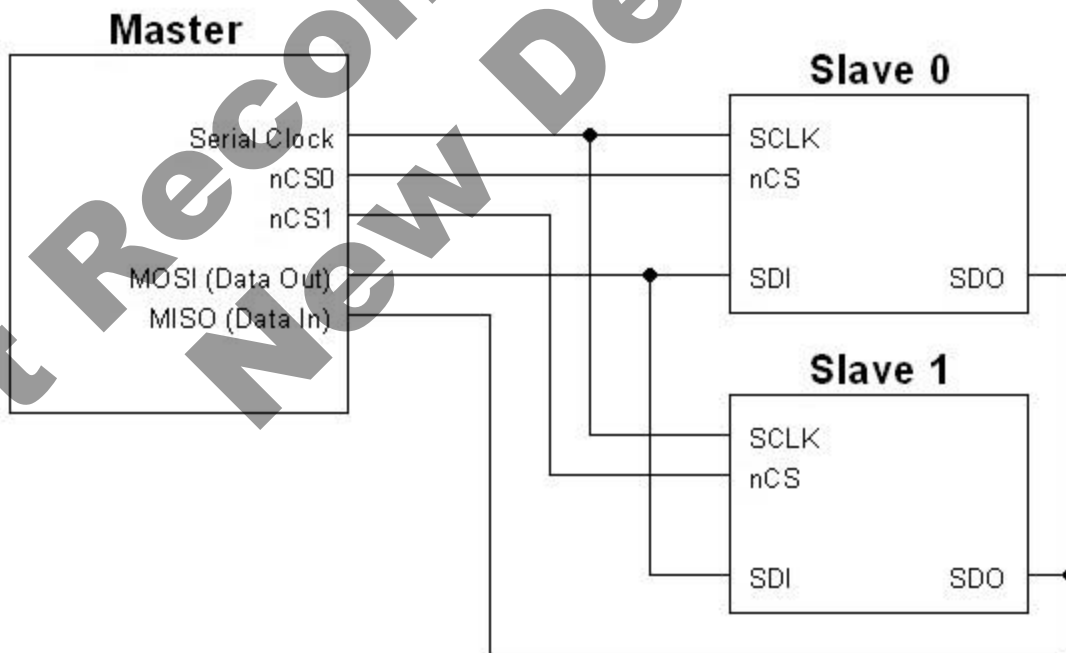 Master
Serial Clock
nCS0
nCS1
MOSI (Data Out)
MISO (Data In)
Slave 0
SCLK
nCS
SDI
SDO
Slave 1
SCLK
nCS
SDI
SDO
New